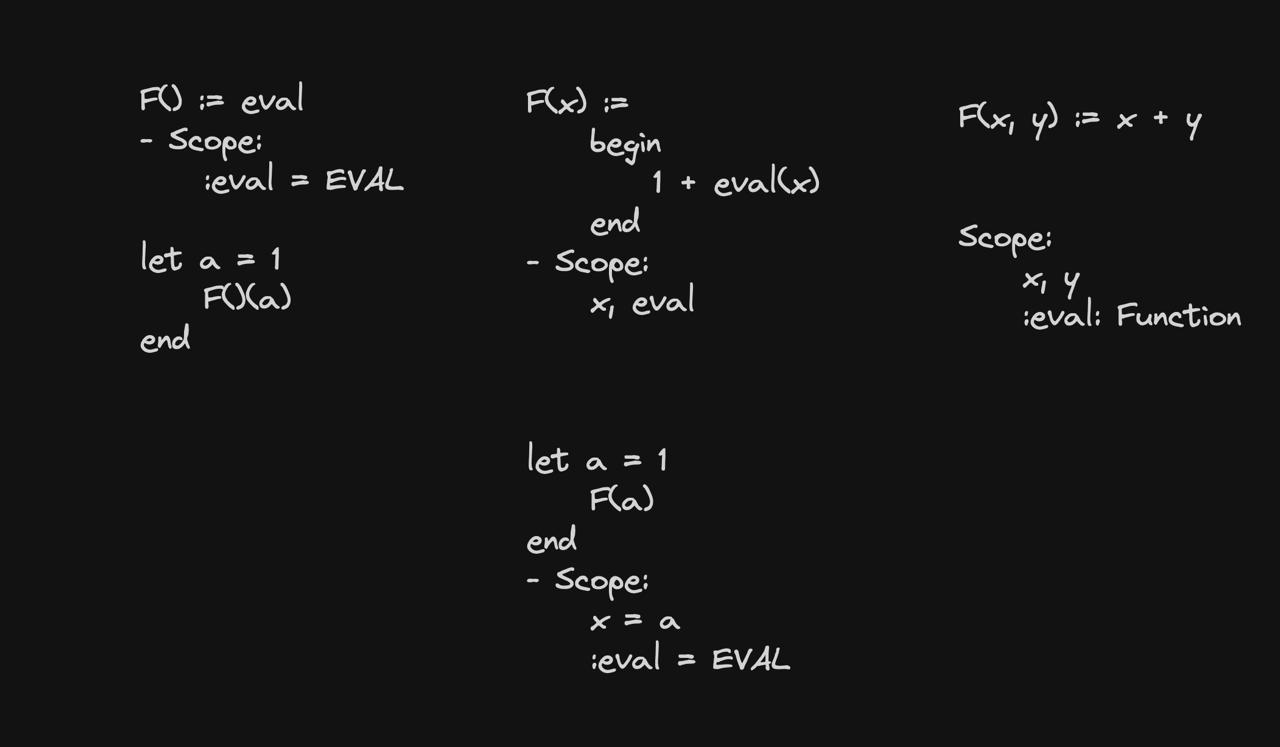 F() := eval
- Scope:
:eval = EVAL
let a = 1
F()(a)
end
F(x) :=
begin
1 + eval(x)
end
- Scope:
x, eval
let a = 1
F(a)
end
- Scope:
x = a
:eval = EVAL
F(x, y) := x + y
Scope:
x, y
:eval: Function